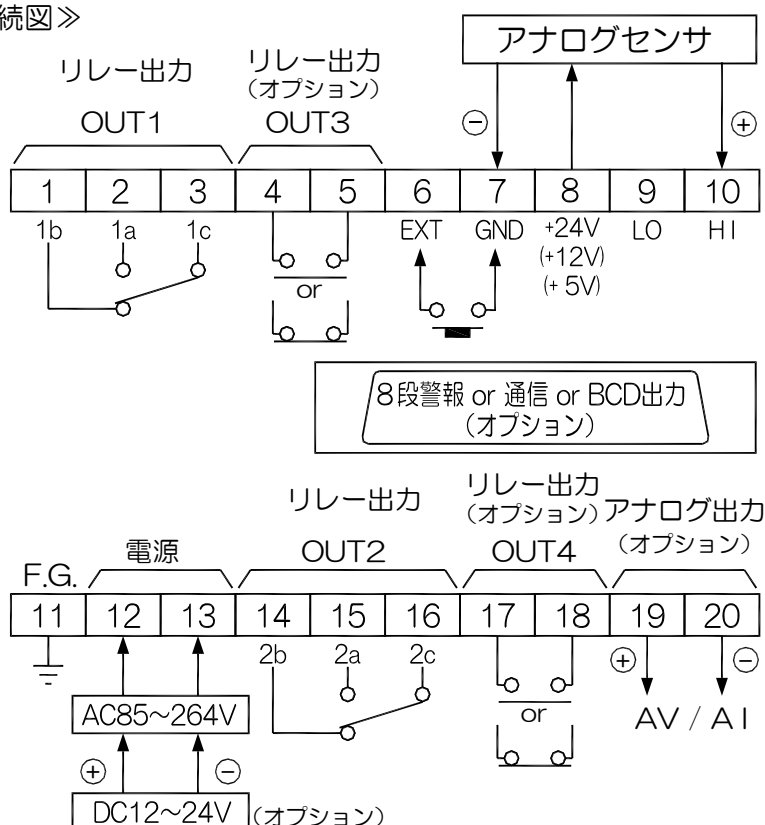 続図≫
アナログセンサ
リレー出力
リレー出力
(オプション)
OUT1
OUT3
⊖
⊕
1 2 3 4 5 6 7 8 9 10
1b 1a 1c EXT GND +24V LO HI
(+12V)
(+ 5V)
or
8段警報 or 通信 or BCD出力
(オプション)
リレー出力
リレー出力
(オプション)
アナログ出力
(オプション)
F.G.
電源
OUT2
OUT4
11 12 13 14 15 16 17 18 19 20
2b 2a 2c
⊕ ⊖
AC85~264V
or
AV / AI
⊕ ⊖
DC12~24V (オプション)